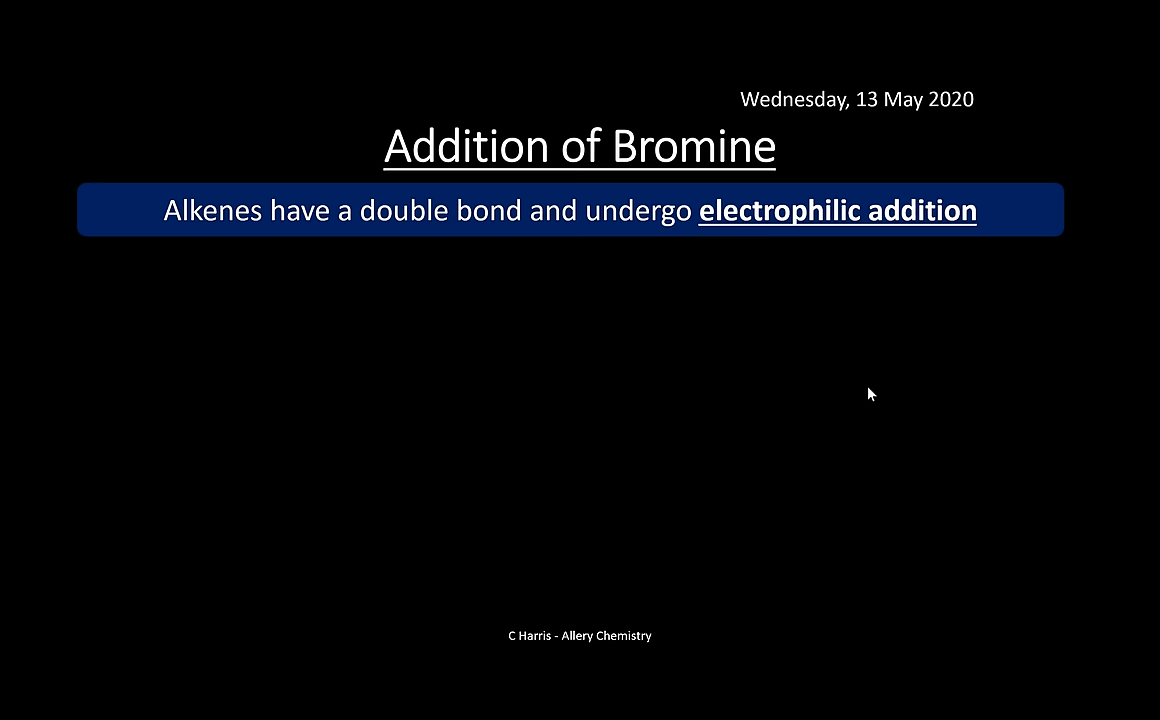 Wednesday, 13 May 2020
Addition of Bromine
Alkenes have a double bond and undergo electrophilic addition
C Harris - Allery Chemistry